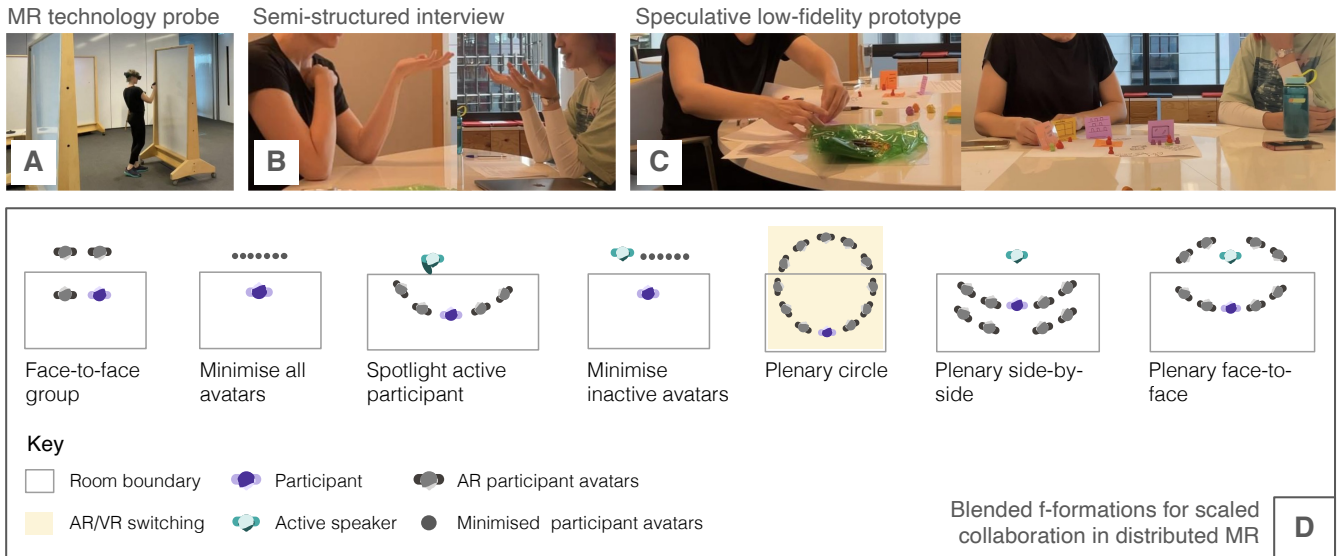 MR technology probe
Semi-structured interview
Speculative low-fidelity prototype
A
B
C
Face-to-face
group
Minimise all
avatars
Spotlight active
participant
Minimise
inactive avatars
Plenary circle
Plenary side-by-
side
Plenary face-to-
face
Key
Room boundary
Participant
AR participant avatars
AR/VR switching
Active speaker
Minimised participant avatars
Blended f-formations for scaled
collaboration in distributed MR
D